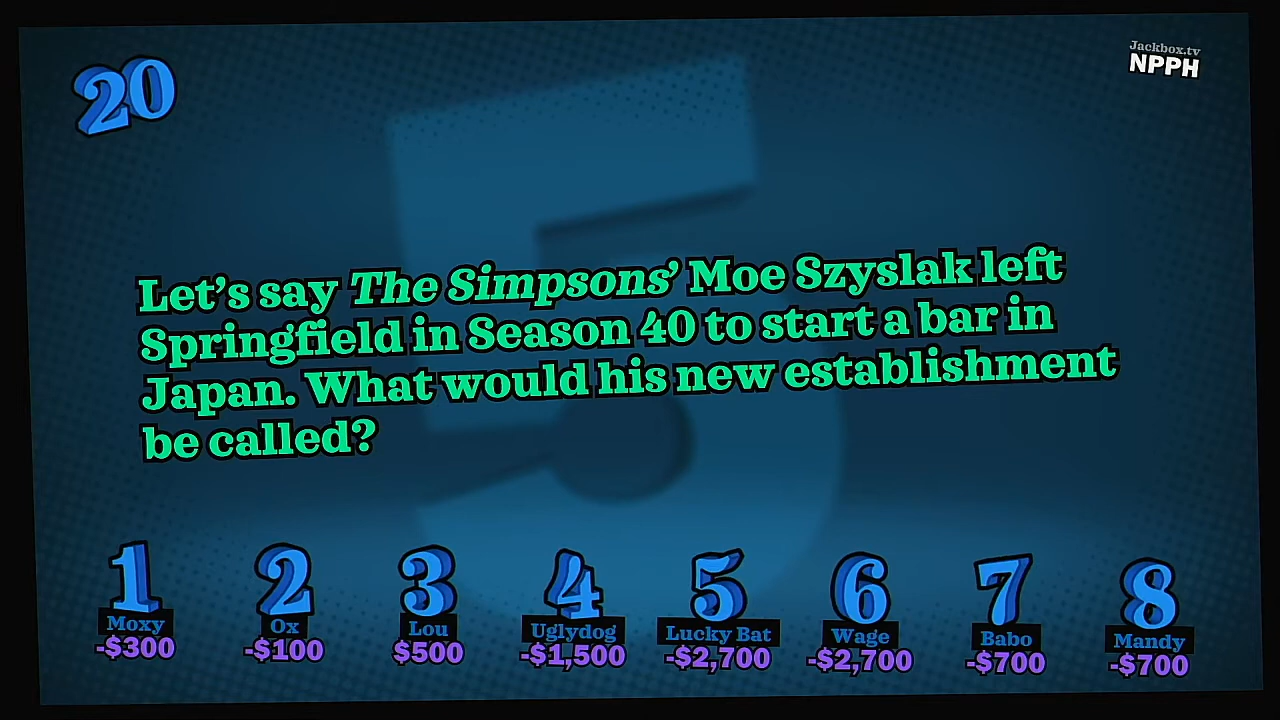 20
Jackbox.tv
NPPH
Let's say The Simpsons' Moe Szyslak left
Springfield in Season 40 to start a bar in
Japan. What would his new establishment
be called?
5
1
Moxy
-$300
2
Ox
-$100
3
Lou
$500
4
Uglydog
-$1,500
5
Lucky Bat
-$2,700
6
Wage
-$2,700
7
Babo
-$700
8
Mandy
-$700